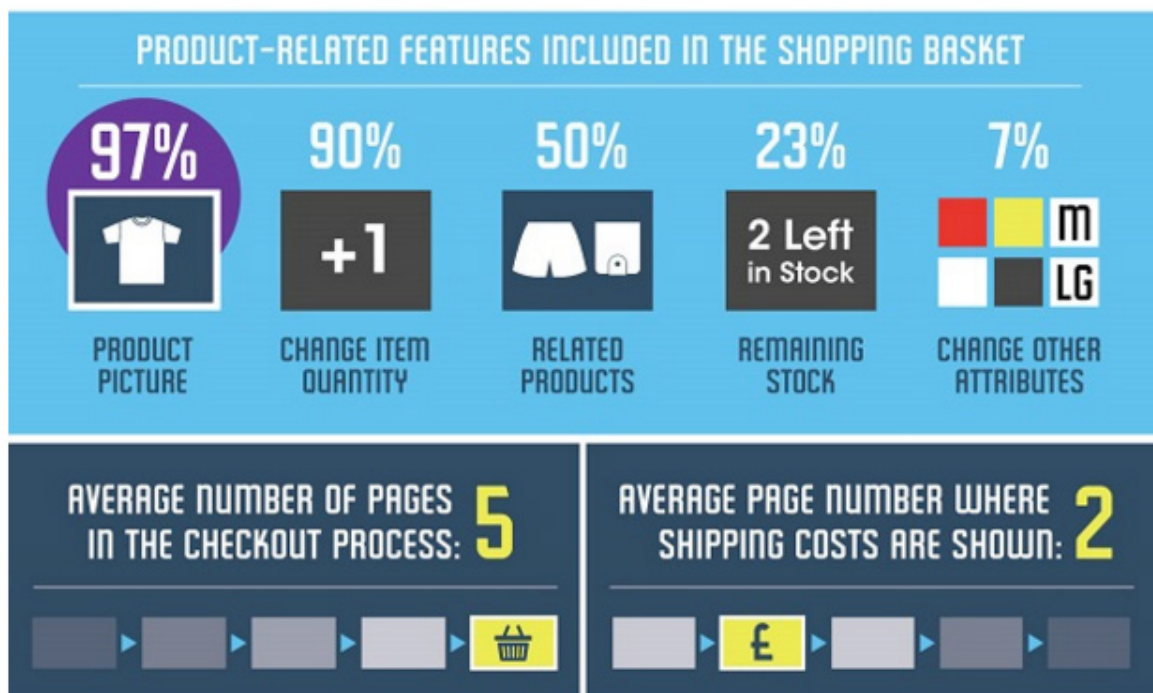 PRODUCT-RELATED FEATURES INCLUDED IN THE SHOPPING BASKET
97%
PRODUCT
PICTURE
90%
+1
CHANGE ITEM
QUANTITY
50%
RELATED
PRODUCTS
23%
2 Left
in Stock
REMAINING
STOCK
7%
M
LG
CHANGE OTHER
ATTRIBUTES
AVERAGE NUMBER OF PAGES
IN THE CHECKOUT PROCESS: 5
AVERAGE PAGE NUMBER WHERE
SHIPPING COSTS ARE SHOWN: 2
£